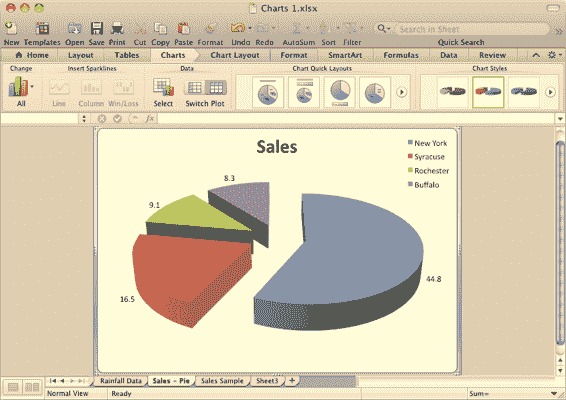 Charts 1.xlsx
Search in Sheet
New Templates Open Save Print Cut Copy Paste Format Undo Redo AutoSum Sort Filter Quick Search
Home Layout Tables Charts Chart Layout Format SmartArt Formulas Data Review
Change Insert Sparklines Data Chart Quick Layouts Chart Styles
All Line Column Win/Loss Select Switch Plot
fx
Sales
New York
Syracuse
Rochester
Buffalo
8.3
9.1
44.8
16.5
Rainfall Data Sales - Pie Sales Sample Sheet3 +
Normal View Ready Sum=